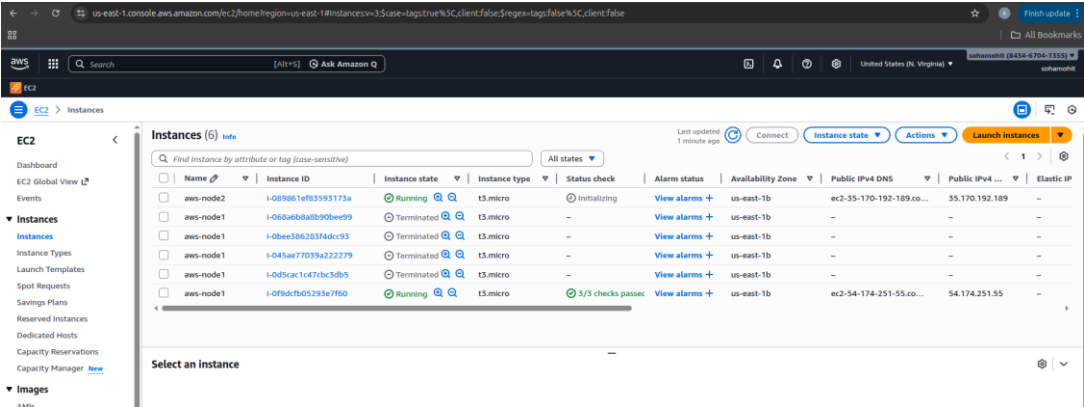 us-east-1.console.aws.amazon.com/ec2/home?region=us-east-1#Instances:v=3;$case=tags:true%5C,client:false;$regex=tags:false%5C,client:false
Finish update
All Bookmarks
aws
Search
[Alt+S]
Ask Amazon Q
United States (N. Virginia) ▼
sohamohit (8434-6704-1355) ▼
sohamohit
EC2
EC2 > Instances
EC2
Dashboard
EC2 Global View
Events
▼ Instances
Instances
Instance Types
Launch Templates
Spot Requests
Savings Plans
Reserved Instances
Dedicated Hosts
Capacity Reservations
Capacity Manager New
▼ Images
AMIs
Instances (6) Info
Last updated
1 minute ago
Connect
Instance state ▼
Actions ▼
Launch instances ▼
Find Instance by attribute or tag (case-sensitive)
All states ▼
< 1 >
Name Instance ID Instance state Instance type Status check Alarm status Availability Zone Public IPv4 DNS Public IPv4 ... Elastic IP
aws-node2 i-089861ef83593173a Running t3.micro Initializing View alarms + us-east-1b ec2-35-170-192-189.co... 35.170.192.189 –
aws-node1 i-068a6b8a8b90bee99 Terminated t3.micro – View alarms + us-east-1b – – –
aws-node1 i-0bee386283f4dcc93 Terminated t3.micro – View alarms + us-east-1b – – –
aws-node1 i-045ae77039a222279 Terminated t3.micro – View alarms + us-east-1b – – –
aws-node1 i-0d5cac1c47cbc3db5 Terminated t3.micro – View alarms + us-east-1b – – –
aws-node1 i-0f9dcfb05293e7f60 Running t3.micro 3/3 checks passec View alarms + us-east-1b ec2-54-174-251-55.co... 54.174.251.55 –
Select an instance